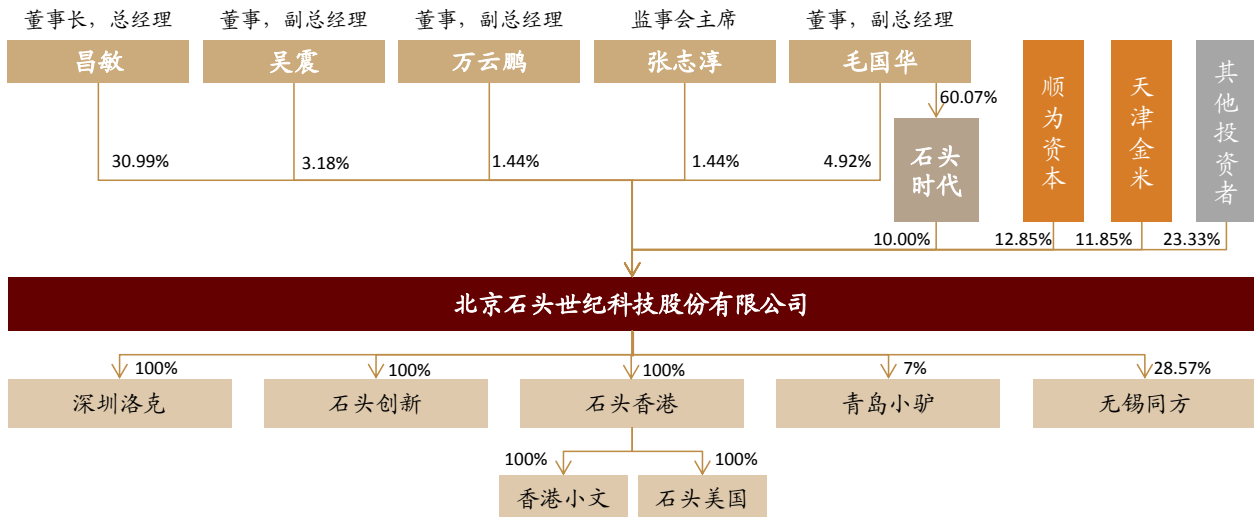 董事长，总经理
董事，副总经理
董事，副总经理
监事会主席
董事，副总经理
昌敏
吴震
万云鹏
张志淳
毛国华
顺为资本
天津金米
其他投资者
60.07%
石头
时代
30.99%
3.18%
1.44%
1.44%
4.92%
10.00%
12.85%
11.85%
23.33%
北京石头世纪科技股份有限公司
100%
100%
100%
7%
28.57%
深圳洛克
石头创新
石头香港
青岛小驴
无锡同方
100%
100%
香港小文
石头美国